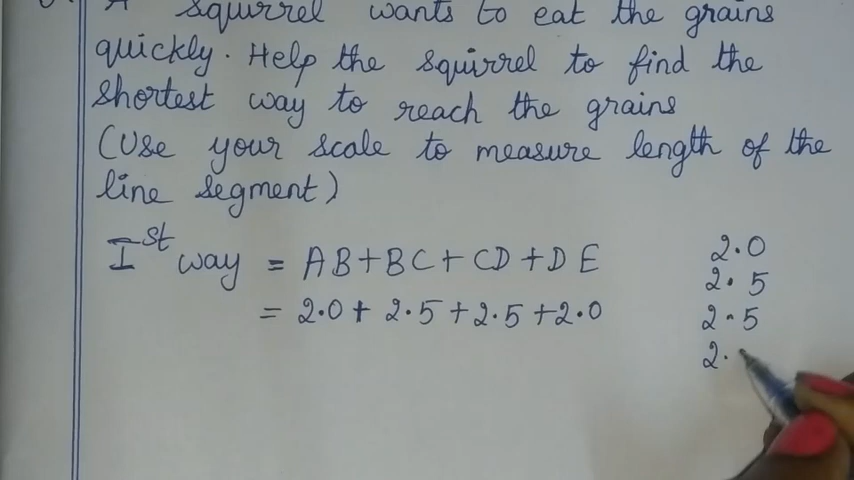 A squirrel wants to eat the grains
quickly. Help the squirrel to find the
shortest way to reach the grains
(Use your scale to measure length of the
line segment)
Ist way = AB+BC+CD+DE
= 2.0+2.5+2.5+2.0
2.0
2.5
2.5
2.